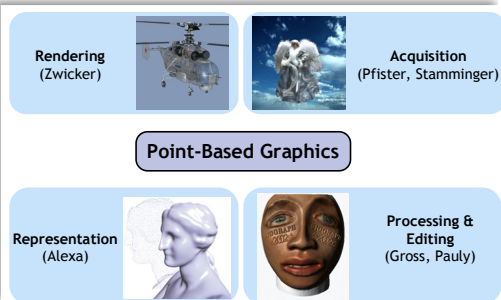 Rendering
(Zwicker)
Acquisition
(Pfister, Stamminger)
Point-Based Graphics
Representation
(Alexa)
Processing &
Editing
(Gross, Pauly)